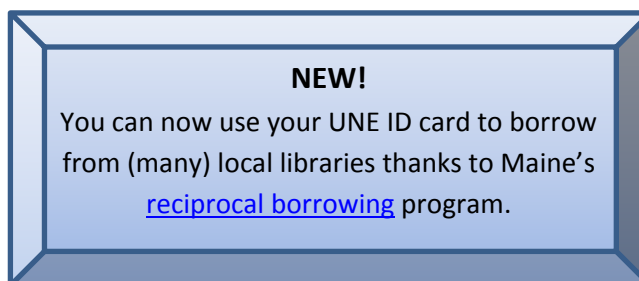 NEW!
You can now use your UNE ID card to borrow
from (many) local libraries thanks to Maine’s
reciprocal borrowing program.